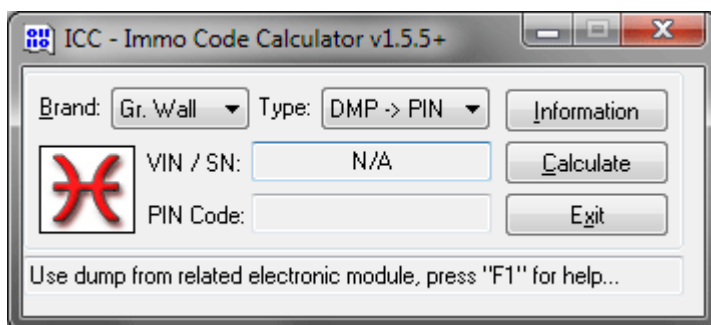 ICC - Immo Code Calculator v1.5.5+
Brand: Gr. Wall Type: DMP -> PIN Information
VIN / SN: N/A Calculate
PIN Code: Exit
Use dump from related electronic module, press "F1" for help...